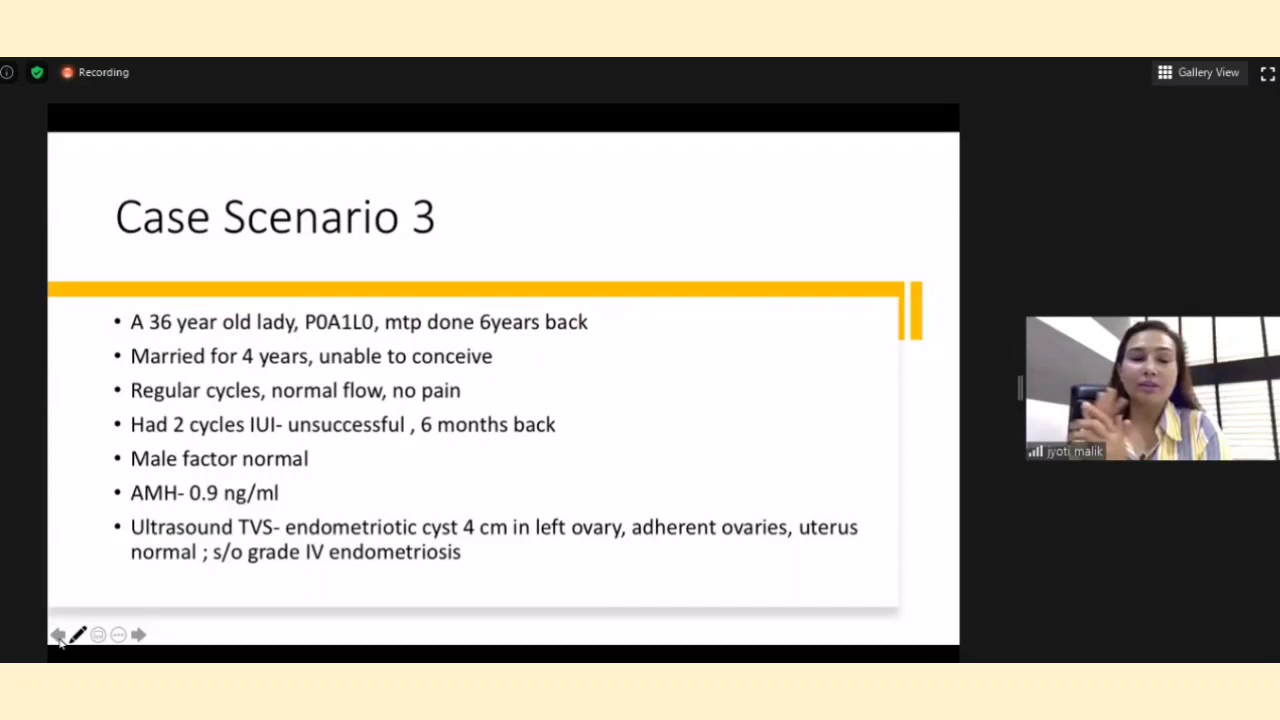 Recording
Gallery View
Case Scenario 3
• A 36 year old lady, P0A1L0, mtp done 6years back
• Married for 4 years, unable to conceive
• Regular cycles, normal flow, no pain
• Had 2 cycles IUI- unsuccessful , 6 months back
• Male factor normal
• AMH- 0.9 ng/ml
• Ultrasound TVS- endometriotic cyst 4 cm in left ovary, adherent ovaries, uterus
normal ; s/o grade IV endometriosis
jyoti malik